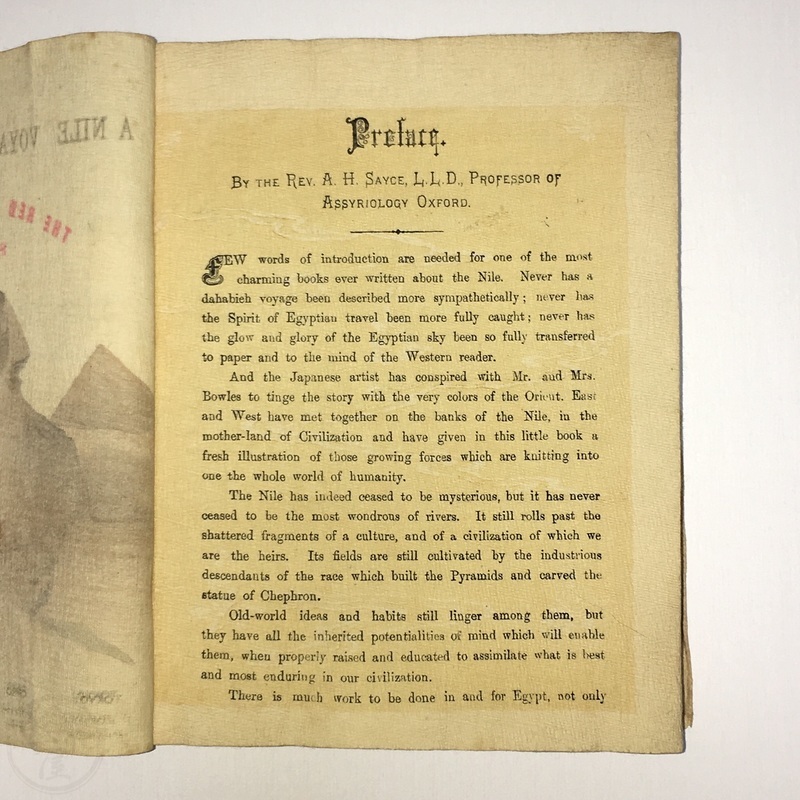 A NILE
THE RED
Preface.
BY THE REV. A. H. SAYCE, L.L.D., PROFESSOR OF
ASSYRIOLOGY OXFORD.
FEW words of introduction are needed for one of the most
charming books ever written about the Nile. Never has a
dahabieh voyage been described more sympathetically; never has
the Spirit of Egyptian travel been more fully caught; never has
the glow and glory of the Egyptian sky been so fully transferred
to paper and to the mind of the Western reader.
And the Japanese artist has conspired with Mr. and Mrs.
Bowles to tinge the story with the very colors of the Orient. East
and West have met together on the banks of the Nile, in the
mother-land of Civilization and have given in this little book a
fresh illustration of those growing forces which are knitting into
one the whole world of humanity.
The Nile has indeed ceased to be mysterious, but it has never
ceased to be the most wondrous of rivers. It still rolls past the
shattered fragments of a culture, and of a civilization of which we
are the heirs. Its fields are still cultivated by the industrious
descendants of the race which built the Pyramids and carved the
statue of Chephron.
Old-world ideas and habits still linger among them, but
they have all the inherited potentialities of mind which will enable
them, when properly raised and educated to assimilate what is best
and most enduring in our civilization.
There is much work to be done in and for Egypt, not only